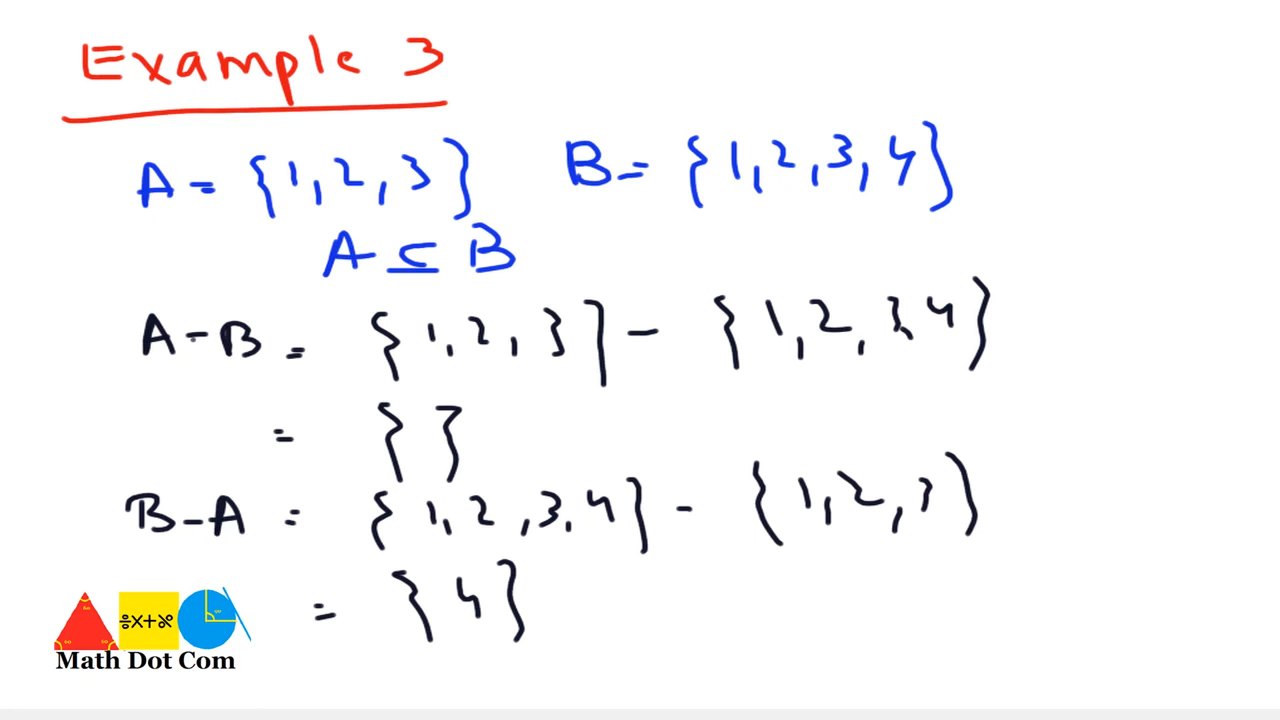 Example 3
A = {1, 2, 3} B = {1, 2, 3, 4}
A ⊆ B
A - B = {1, 2, 3} - {1, 2, 3, 4}
= { }
B - A = {1, 2, 3, 4} - {1, 2, 3}
= {4}
÷x+%
Math Dot Com